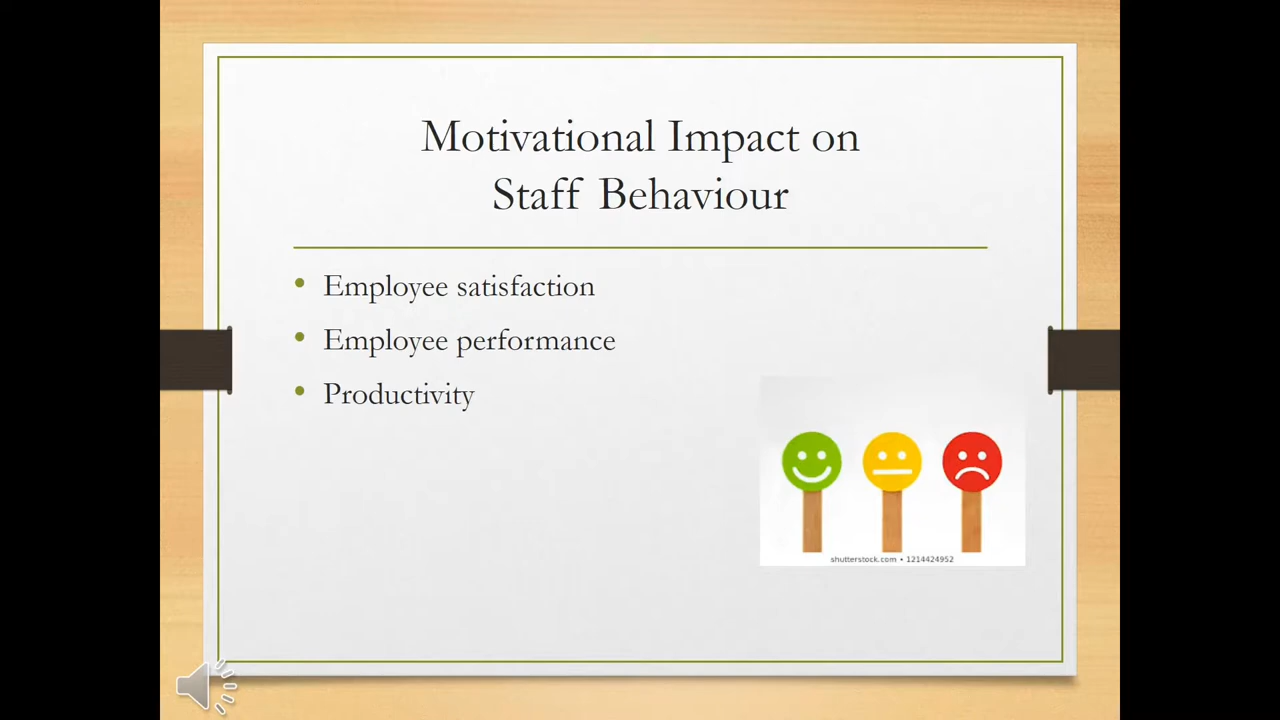 Motivational Impact on
Staff Behaviour
• Employee satisfaction
• Employee performance
• Productivity
shutterstock.com • 1214424952